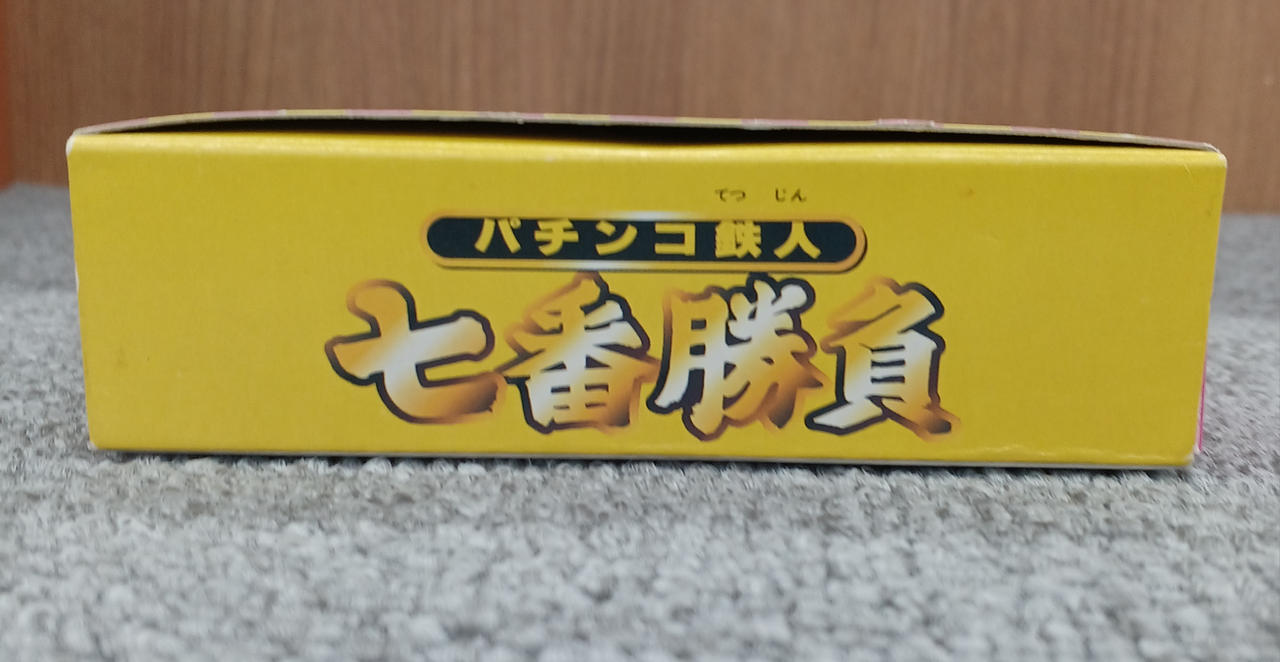 てつ じん
パチンコ鉄人
七番勝負